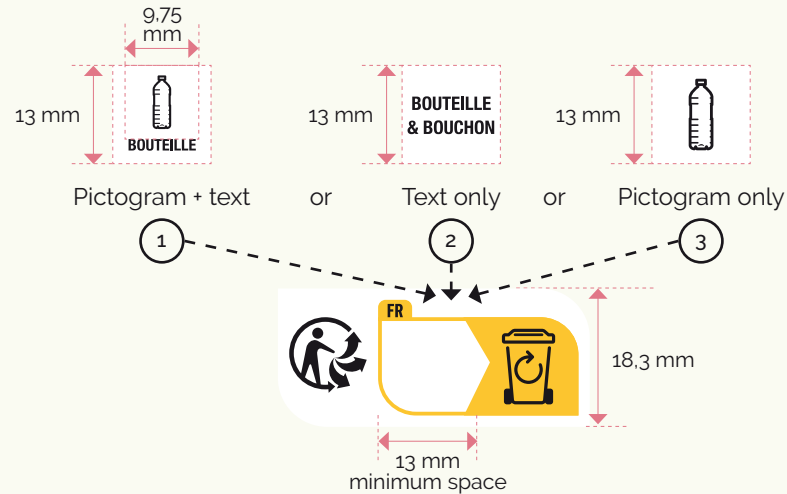 9,75
mm
13 mm
BOUTEILLE
13 mm
BOUTEILLE
& BOUCHON
13 mm
Pictogram + text
or
Text only
or
Pictogram only
1
2
3
FR
18,3 mm
13 mm
minimum space